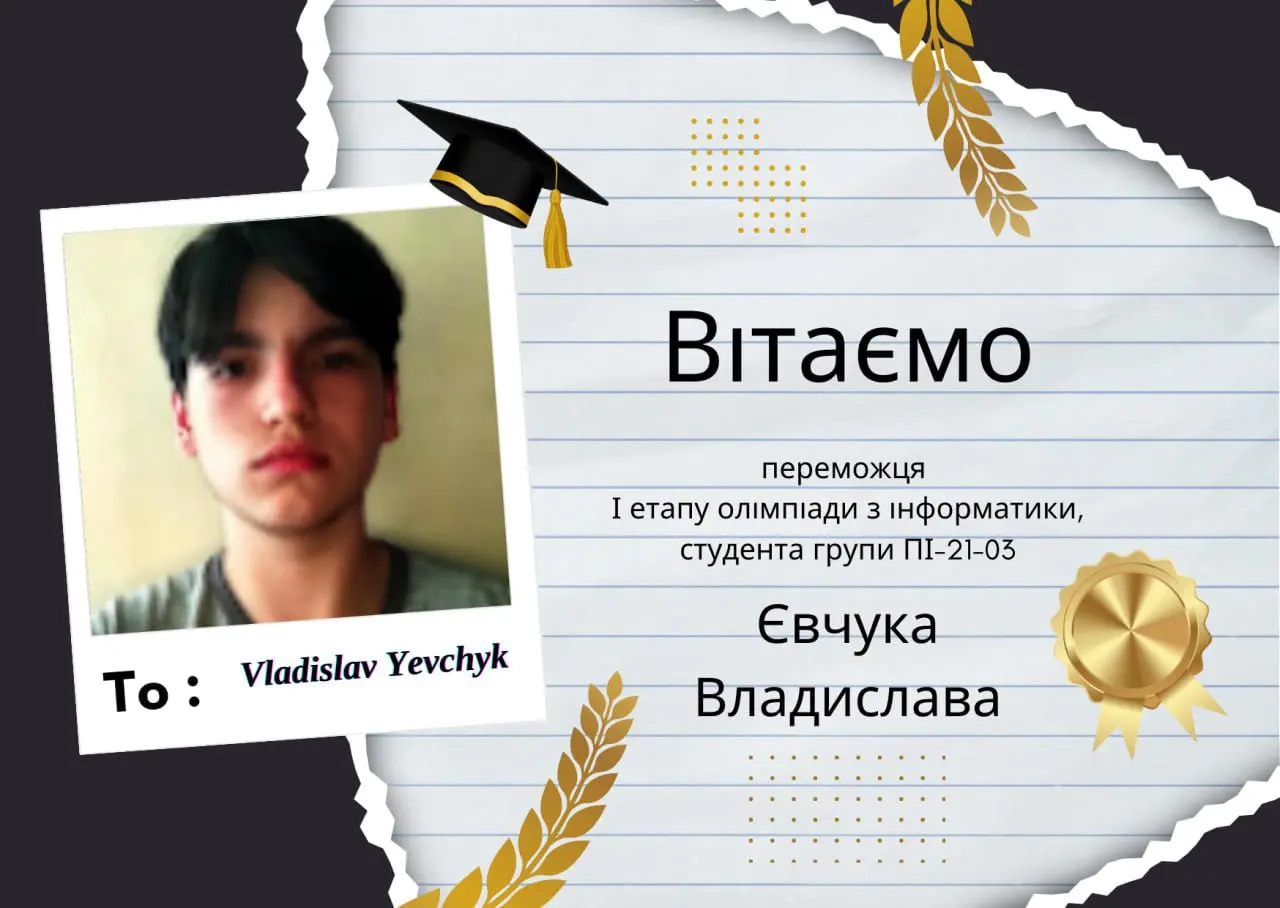 Вітаємо
переможця
І етапу олімпіади з інформатики,
студента групи ПІ-21-03
Євчука
Владислава
To : Vladislav Yevchyk